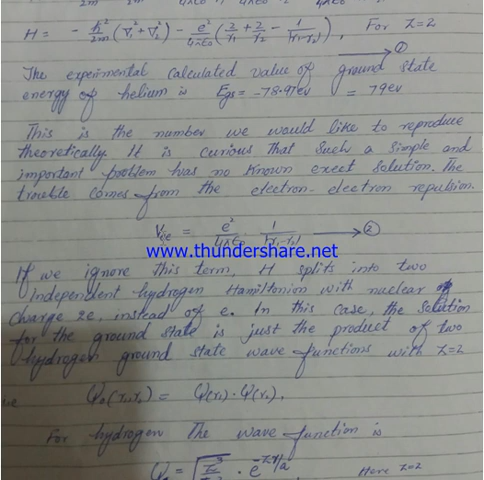 H = - ℏ²/2m (∇₁² + ∇₂²) - e²/4πε₀ (2/r₁ + 2/r₂ - 1/|r₁-r₂|), For Z=2
→ ①
The experimental calculated value of ground state
energy of helium is Egs = -78.97ev = 79ev
This is the number we would like to reproduce
theoretically. It is curious that such a simple and
important problem has no known exect solution. The
trouble comes from the electron-electron repulsion.
Vee = e²/4πε₀ 1/|r₁-r₂| → ②
www.thundershare.net
If we ignore this term, H splits into two
independent hydrogen Hamiltonion with nuclear
charge 2e, instead of e. In this case, the solution
for the ground state is just the product of two
hydrogen ground state wave functions with Z=2
φ₀(r₁,r₂) = φ(r₁)·φ(r₂),
For hydrogen The wave function is
e^-Zr/a Here Z=2